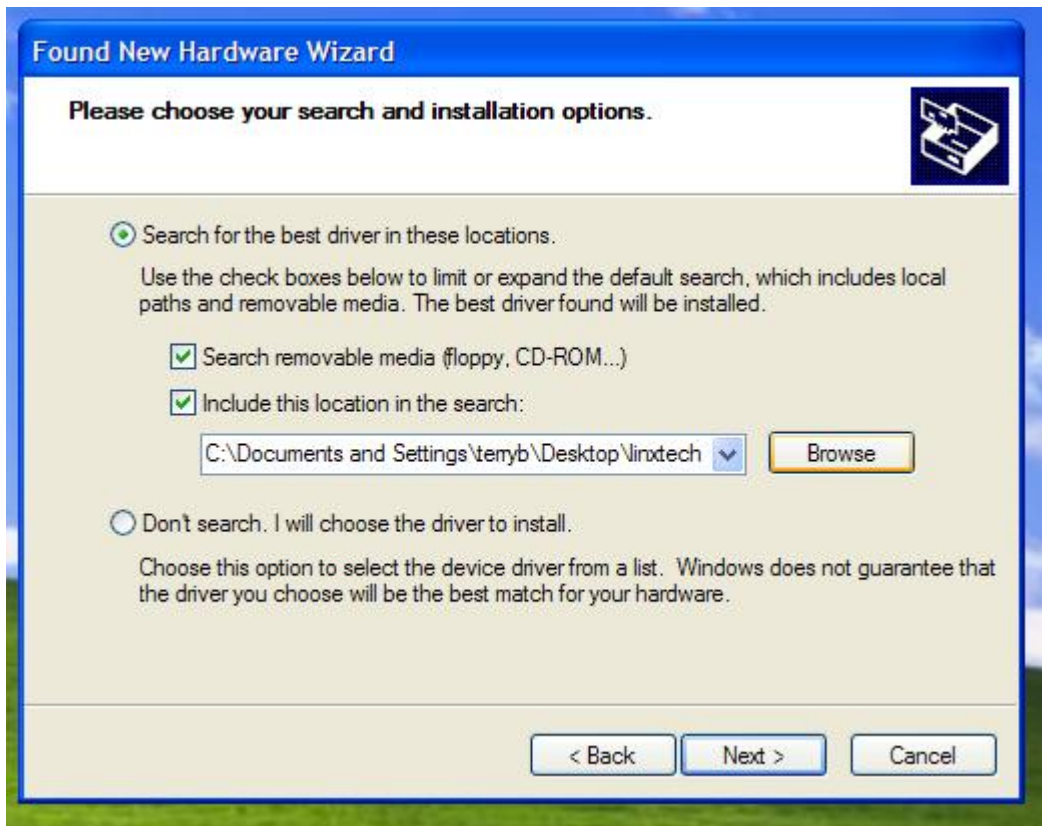 Found New Hardware Wizard
Please choose your search and installation options.
Search for the best driver in these locations.
Use the check boxes below to limit or expand the default search, which includes local
paths and removable media. The best driver found will be installed.
Search removable media (floppy, CD-ROM...)
Include this location in the search:
C:\Documents and Settings\terryb\Desktop\linxtech
Browse
Don't search. I will choose the driver to install.
Choose this option to select the device driver from a list. Windows does not guarantee that
the driver you choose will be the best match for your hardware.
< Back
Next >
Cancel